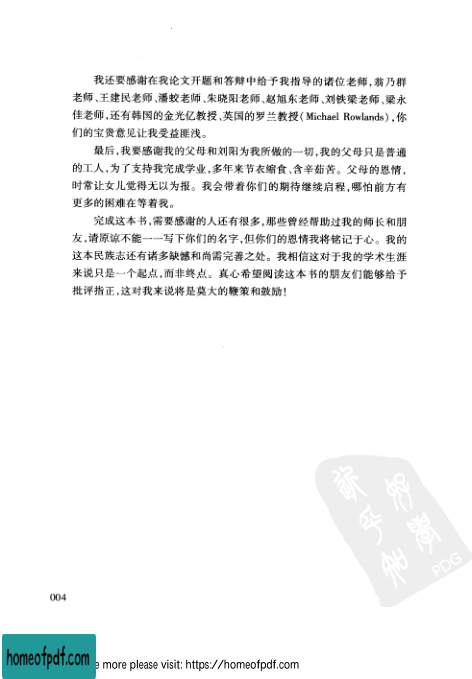 我还要感谢在我论文开题和答辩中给予我指导的诸位老师,翁乃群
老师、王建民老师、潘蛟老师、朱晓阳老师、赵旭东老师、刘铁梁老师、梁永
佳老师,还有韩国的金光亿教授、英国的罗兰教授(Michael Rowlands),你
们的宝贵意见让我受益匪浅。
最后,我要感谢我的父母和刘阳为我所做的一切,我的父母只是普通
的工人,为了支持我完成学业,多年来节衣缩食、含辛茹苦。父母的恩情,
时常让女儿觉得无以为报。我会带着你们的期待继续启程,哪怕前方有
更多的困难在等着我。
完成这本书,需要感谢的人还有很多,那些曾经帮助过我的师长和朋
友,请原谅不能一一写下你们的名字,但你们的恩情我将铭记于心。我的
这本民族志还有诸多缺憾和尚需完善之处。我相信这对于我的学术生涯
来说只是一个起点,而非终点。真心希望阅读这本书的朋友们能够给予
批评指正,这对我来说将是莫大的鞭策和鼓励!
PDG
004
homeofpdf.com
e more please visit: https://homeofpdf.com